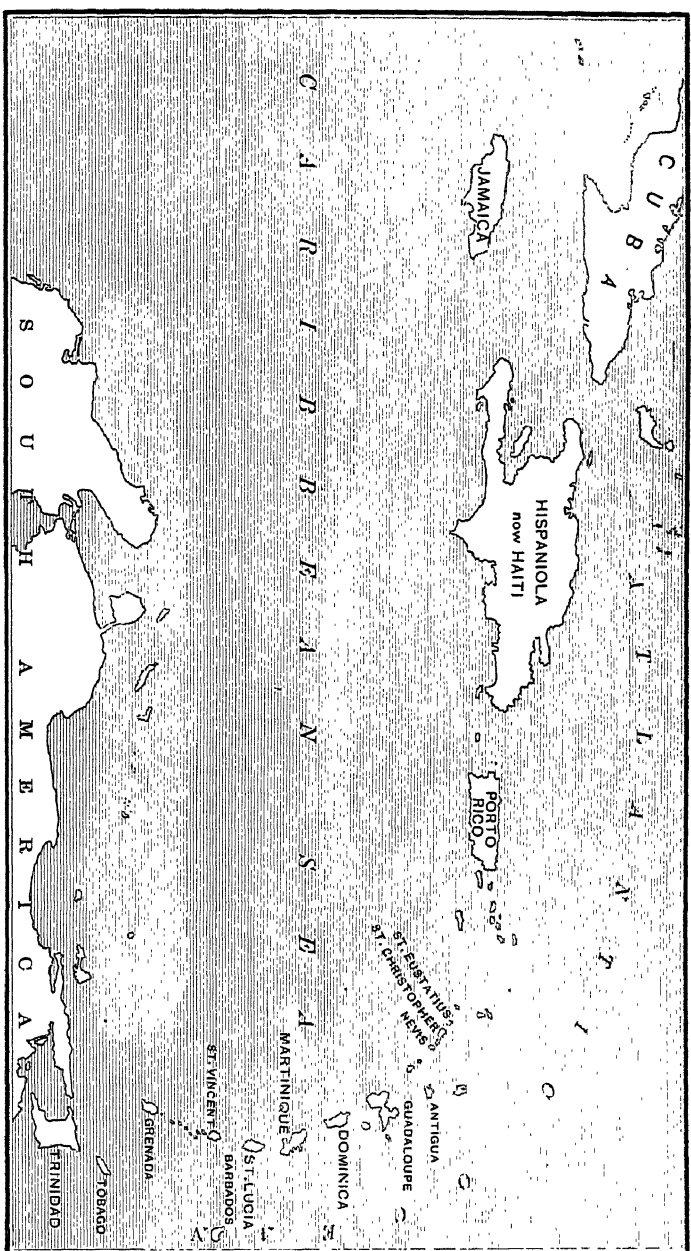 CUBA
ATLANTIC OCEAN
JAMAICA
HISPANIOLA
now HAITI
PORTO
RICO
ST. EUSTATIUS
ST. CHRISTOPHER
NEVIS
ANTIGUA
GUADALOUPE
DOMINICA
CARIBBEAN SEA
MARTINIQUE
ST. LUCIA
BARBADOS
ST. VINCENT
GRENADA
TOBAGO
TRINIDAD
SOUTH AMERICA